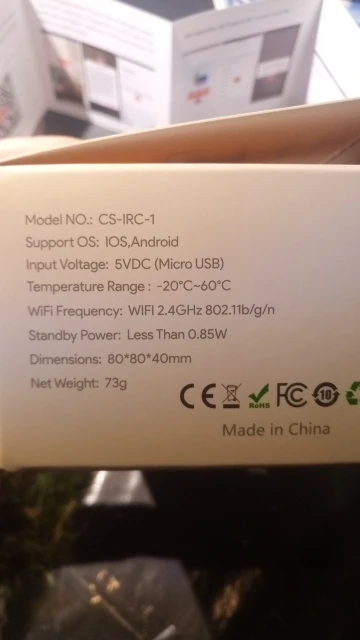 Model NO.: CS-IRC-1
Support OS: IOS,Android
Input Voltage: 5VDC (Micro USB)
Temperature Range : -20°C~60°C
WiFi Frequency: WIFI 2.4GHz 802.11b/g/n
Standby Power: Less Than 0.85W
Dimensions: 80*80*40mm
Net Weight: 73g
CE RoHS FC 10
Made in China